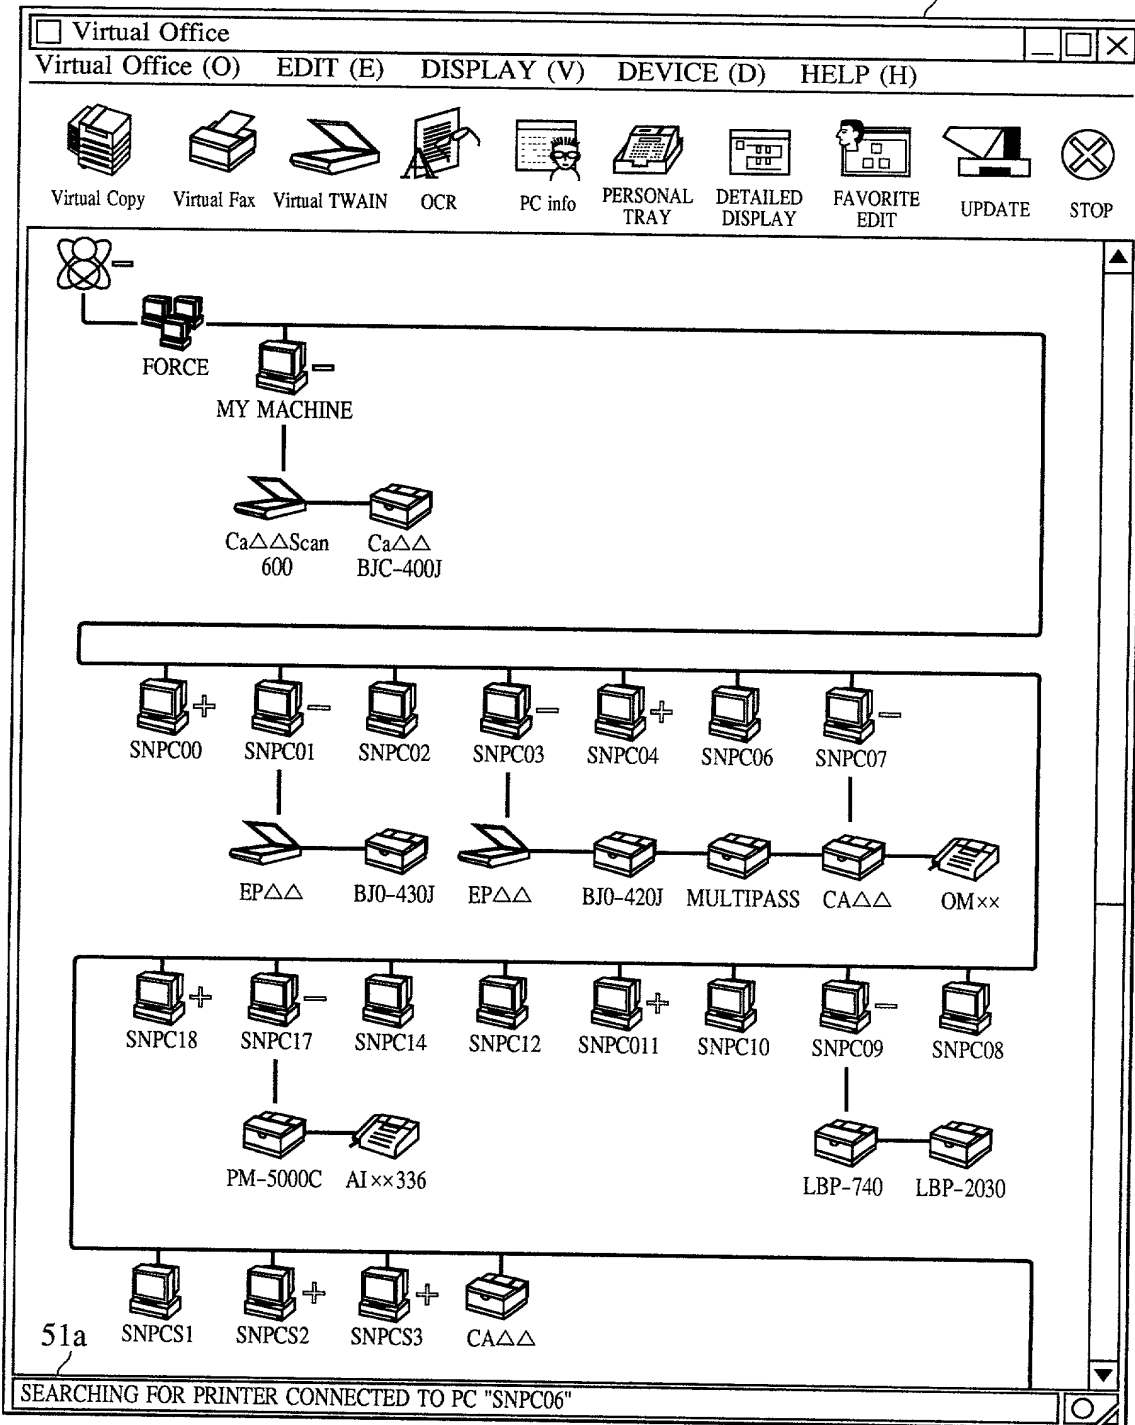 Virtual Office
Virtual Office (O) EDIT (E) DISPLAY (V) DEVICE (D) HELP (H)
Virtual Copy Virtual Fax Virtual TWAIN OCR PC info PERSONAL TRAY DETAILED DISPLAY FAVORITE EDIT UPDATE STOP
FORCE
MY MACHINE
Ca△△Scan 600 Ca△△ BJC-400J
SNPC00 SNPC01 SNPC02 SNPC03 SNPC04 SNPC06 SNPC07
EP△△ BJ0-430J EP△△ BJ0-420J MULTIPASS CA△△ OM××
SNPC18 SNPC17 SNPC14 SNPC12 SNPC011 SNPC10 SNPC09 SNPC08
PM-5000C AI××336 LBP-740 LBP-2030
SNPCS1 SNPCS2 SNPCS3 CA△△
51a
SEARCHING FOR PRINTER CONNECTED TO PC "SNPC06"